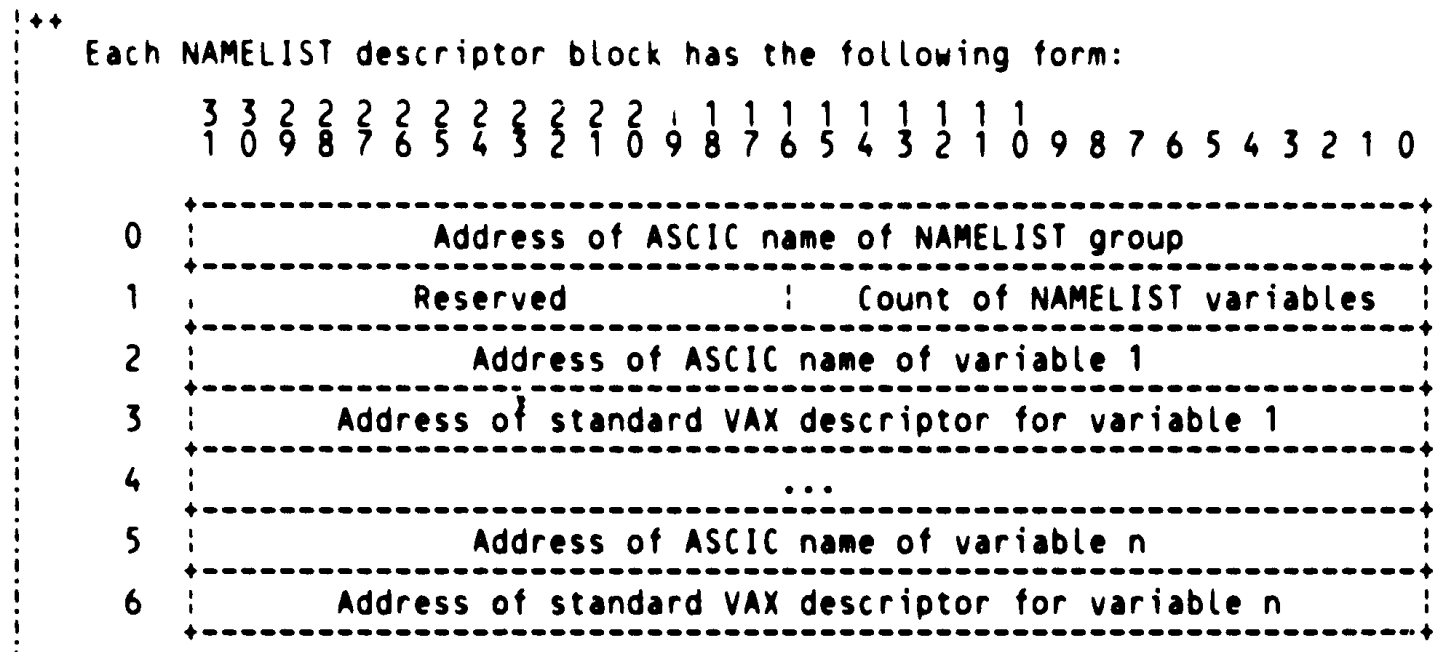 !++
Each NAMELIST descriptor block has the following form:
3 3 2 2 2 2 2 2 2 2 2 2 1 1 1 1 1 1 1 1 1 1
1 0 9 8 7 6 5 4 3 2 1 0 9 8 7 6 5 4 3 2 1 0 9 8 7 6 5 4 3 2 1 0
+---------------------------------------------------------------+
0 ! Address of ASCIC name of NAMELIST group !
+---------------------------------------------------------------+
1 ! Reserved ! Count of NAMELIST variables !
+---------------------------------------------------------------+
2 ! Address of ASCIC name of variable 1 !
+---------------------------------------------------------------+
3 ! Address of standard VAX descriptor for variable 1 !
+---------------------------------------------------------------+
4 ! ... !
+---------------------------------------------------------------+
5 ! Address of ASCIC name of variable n !
+---------------------------------------------------------------+
6 ! Address of standard VAX descriptor for variable n !
+---------------------------------------------------------------+